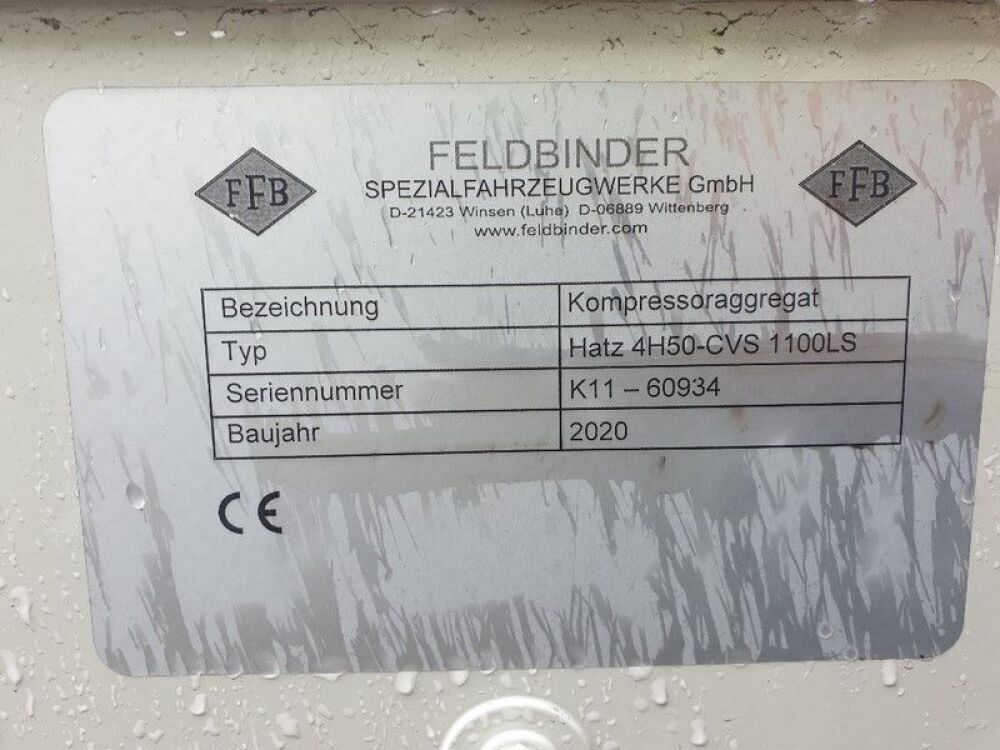 FFB
FELDBINDER
FFB
SPEZIALFAHRZEUGWERKE GmbH
D-21423 Winsen (Luhe) D-06889 Wittenberg
www.feldbinder.com
Bezeichnung Kompressoraggregat
Typ Hatz 4H50-CVS 1100LS
Seriennummer K11 – 60934
Baujahr 2020
CE